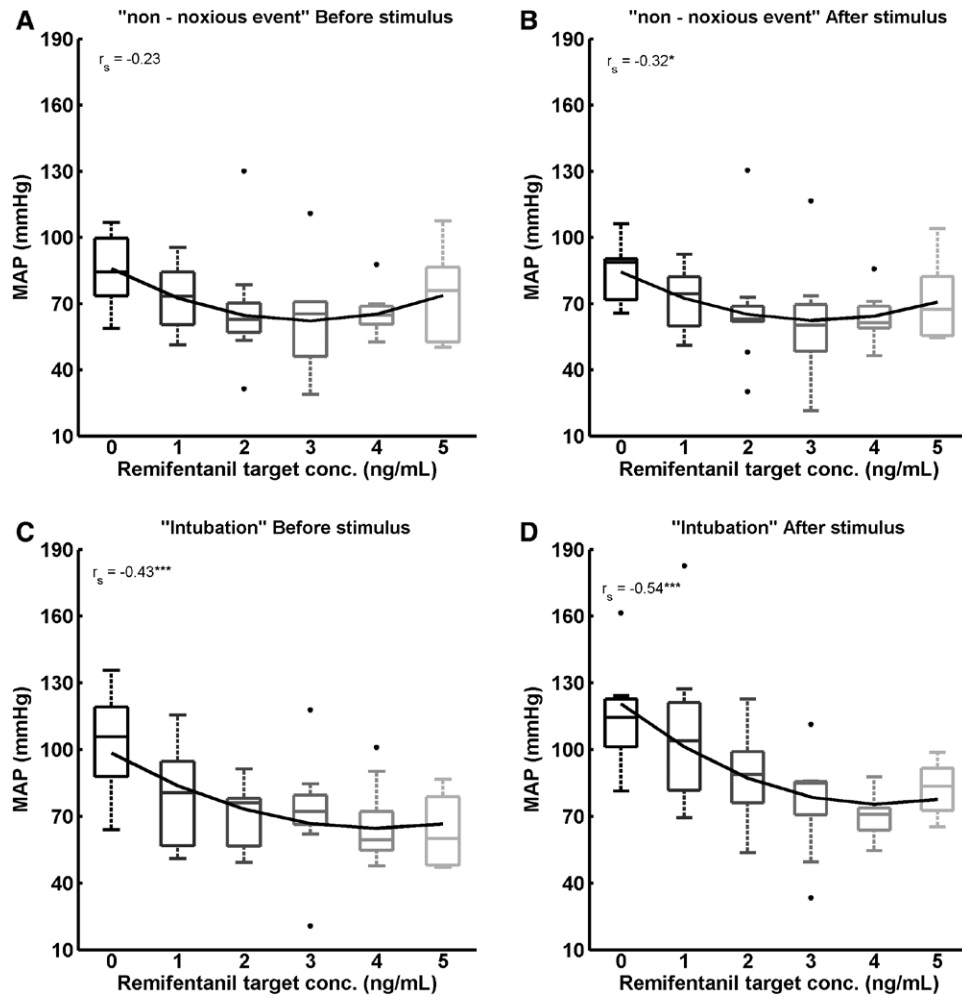 A
"non - noxious event" Before stimulus
r_s = -0.23
MAP (mmHg)
190
160
130
100
70
40
10
0 1 2 3 4 5
Remifentanil target conc. (ng/mL)
B
"non - noxious event" After stimulus
r_s = -0.32*
MAP (mmHg)
190
160
130
100
70
40
10
0 1 2 3 4 5
Remifentanil target conc. (ng/mL)
C
"Intubation" Before stimulus
r_s = -0.43***
MAP (mmHg)
190
160
130
100
70
40
10
0 1 2 3 4 5
Remifentanil target conc. (ng/mL)
D
"Intubation" After stimulus
r_s = -0.54***
MAP (mmHg)
190
160
130
100
70
40
10
0 1 2 3 4 5
Remifentanil target conc. (ng/mL)